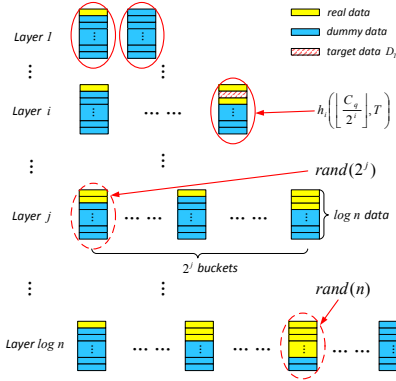 real data
dummy data
target data D_I
Layer 1
Layer i
h_i(⌊C_q/2^i⌋, T)
rand(2^j)
Layer j
log n data
2^j buckets
rand(n)
Layer log n